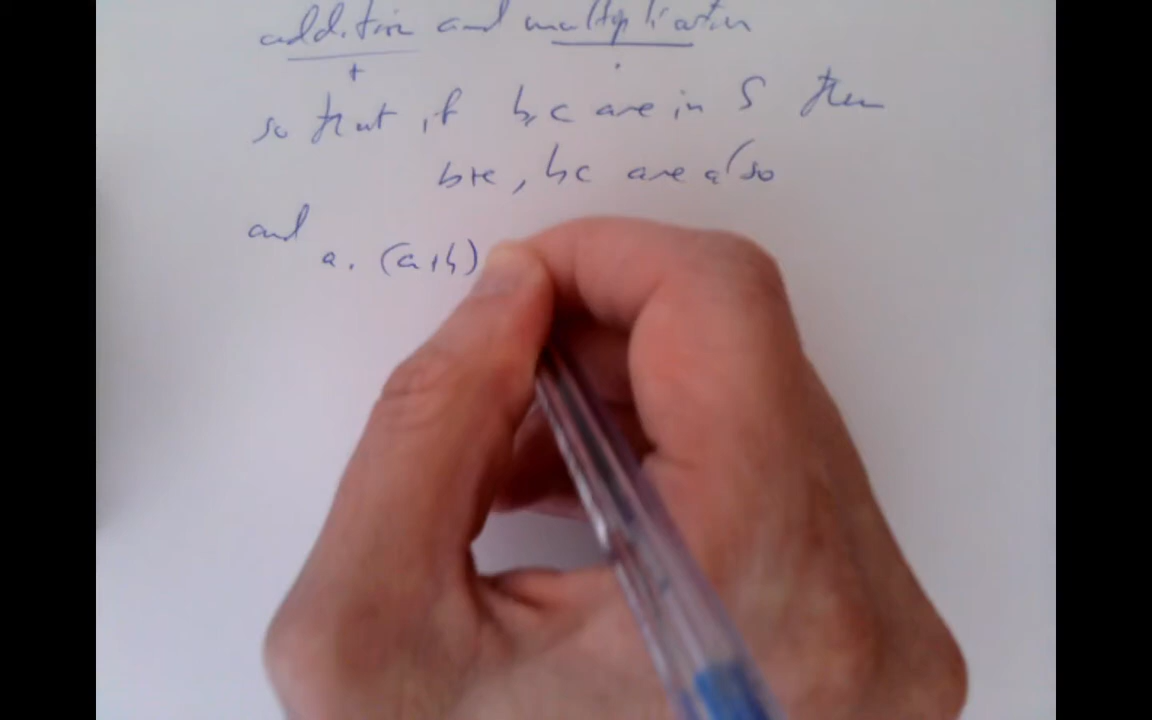 addition and multiplication
+ .
so that if b, c are in S then
b+c, bc are also
and
a. (a+b)